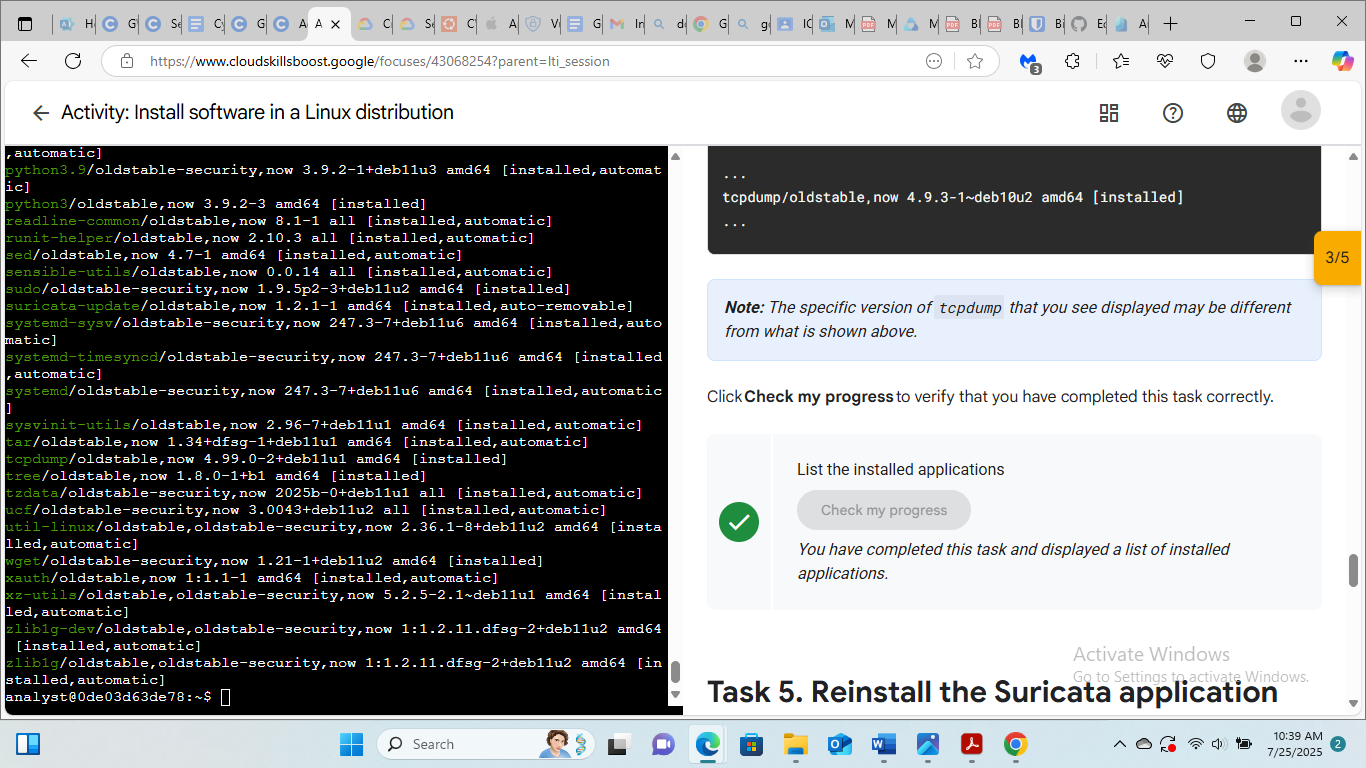 https://www.cloudskillsboost.google/focuses/43068254?parent=lti_session
3
Activity: Install software in a Linux distribution
,automatic]
python3.9/oldstable-security,now 3.9.2-1+deb11u3 amd64 [installed,automat
ic]
python3/oldstable,now 3.9.2-3 amd64 [installed]
readline-common/oldstable,now 8.1-1 all [installed,automatic]
runit-helper/oldstable,now 2.10.3 all [installed,automatic]
sed/oldstable,now 4.7-1 amd64 [installed,automatic]
sensible-utils/oldstable,now 0.0.14 all [installed,automatic]
sudo/oldstable,now 1.9.5p2-3+deb11u2 amd64 [installed]
suricata-update/oldstable,now 1.2.1-1 amd64 [installed,auto-removable]
systemd-sysv/oldstable-security,now 247.3-7+deb11u6 amd64 [installed,auto
matic]
systemd-timesyncd/oldstable-security,now 247.3-7+deb11u6 amd64 [installed
,automatic]
systemd/oldstable-security,now 247.3-7+deb11u6 amd64 [installed,automatic
]
sysvinit-utils/oldstable,now 2.96-7+deb11u1 amd64 [installed,automatic]
tar/oldstable,now 1.34+dfsg-1+deb11u1 amd64 [installed,automatic]
tcpdump/oldstable,now 4.99.0-2+deb11u1 amd64 [installed]
tree/oldstable,now 1.8.0-1+b1 amd64 [installed]
tzdata/oldstable-security,now 2025b-0+deb11u1 all [installed,automatic]
ucf/oldstable-security,now 3.0043+deb11u2 all [installed,automatic]
util-linux/oldstable,oldstable-security,now 2.36.1-8+deb11u2 amd64 [insta
lled,automatic]
wget/oldstable-security,now 1.21-1+deb11u2 amd64 [installed]
xauth/oldstable,now 1:1.1-1 amd64 [installed,automatic]
xz-utils/oldstable,oldstable-security,now 5.2.5-2.1~deb11u1 amd64 [instal
led,automatic]
zlib1g-dev/oldstable,oldstable-security,now 1:1.2.11.dfsg-2+deb11u2 amd64
[installed,automatic]
zlib1g/oldstable,oldstable-security,now 1:1.2.11.dfsg-2+deb11u2 amd64 [in
stalled,automatic]
analyst@0de03d63de78:~$
...
tcpdump/oldstable,now 4.9.3-1~deb10u2 amd64 [installed]
...
3/5
Note: The specific version of tcpdump that you see displayed may be different
from what is shown above.
Click Check my progress to verify that you have completed this task correctly.
List the installed applications
Check my progress
You have completed this task and displayed a list of installed
applications.
Activate Windows
Go to Settings to activate Windows.
Task 5. Reinstall the Suricata application
Search
10:39 AM
7/25/2025
2